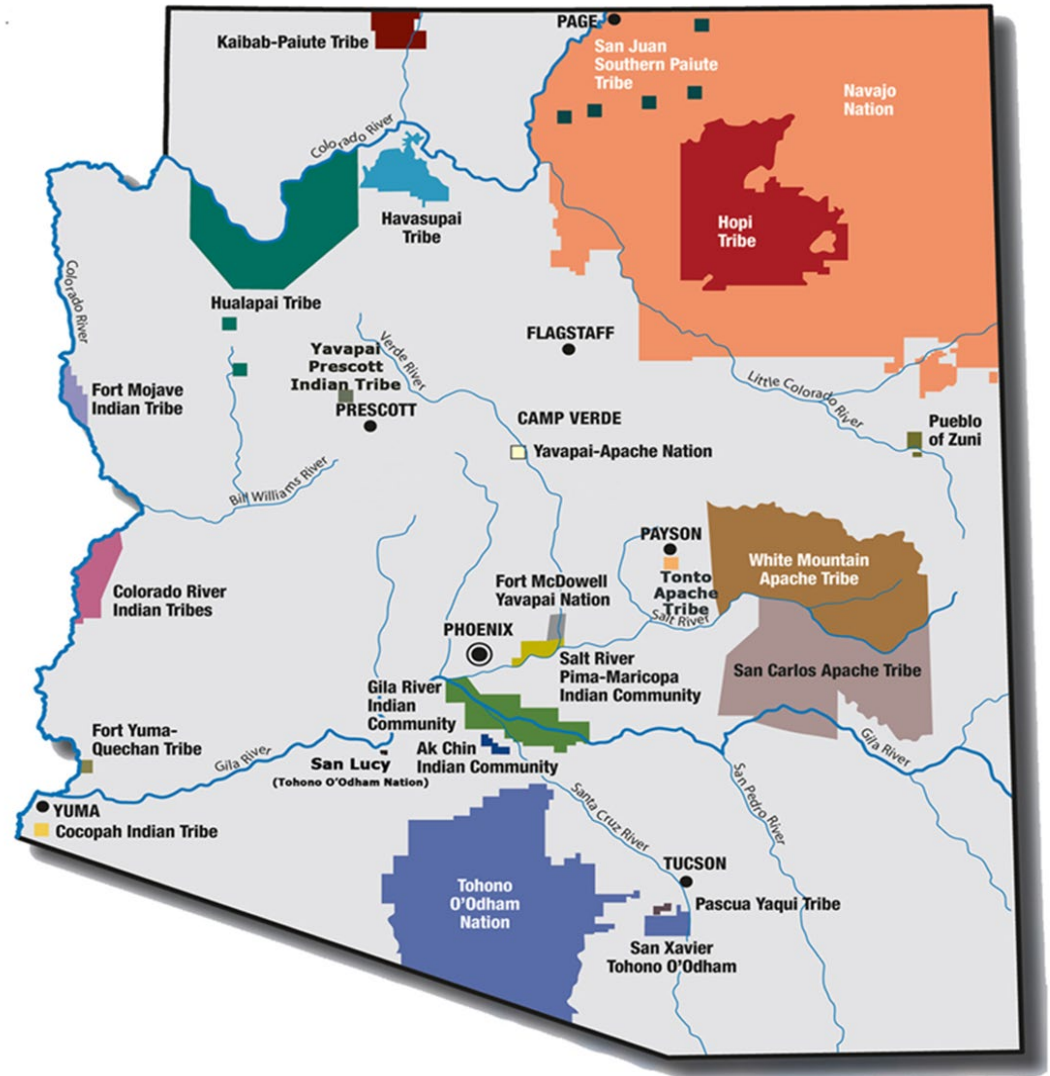 PAGE
Kaibab-Paiute Tribe
San Juan
Southern Paiute
Tribe
Navajo
Nation
Colorado River
Havasupai
Tribe
Hopi
Tribe
Colorado River
Hualapai Tribe
FLAGSTAFF
Verde River
Yavapai
Prescott
Indian Tribe
PRESCOTT
Fort Mojave
Indian Tribe
Little Colorado River
CAMP VERDE
Yavapai-Apache Nation
Pueblo
of Zuni
Bill Williams River
PAYSON
Tonto
Apache
Tribe
White Mountain
Apache Tribe
Colorado River
Indian Tribes
Fort McDowell
Yavapai Nation
Salt River
PHOENIX
Salt River
Pima-Maricopa
Indian Community
San Carlos Apache Tribe
Gila River
Indian
Community
Fort Yuma-
Quechan Tribe
Gila River
Ak Chin
Indian Community
San Lucy
(Tohono O'Odham Nation)
Gila River
San Pedro River
Santa Cruz River
YUMA
Cocopah Indian Tribe
TUCSON
Tohono
O'Odham
Nation
Pascua Yaqui Tribe
San Xavier
Tohono O'Odham